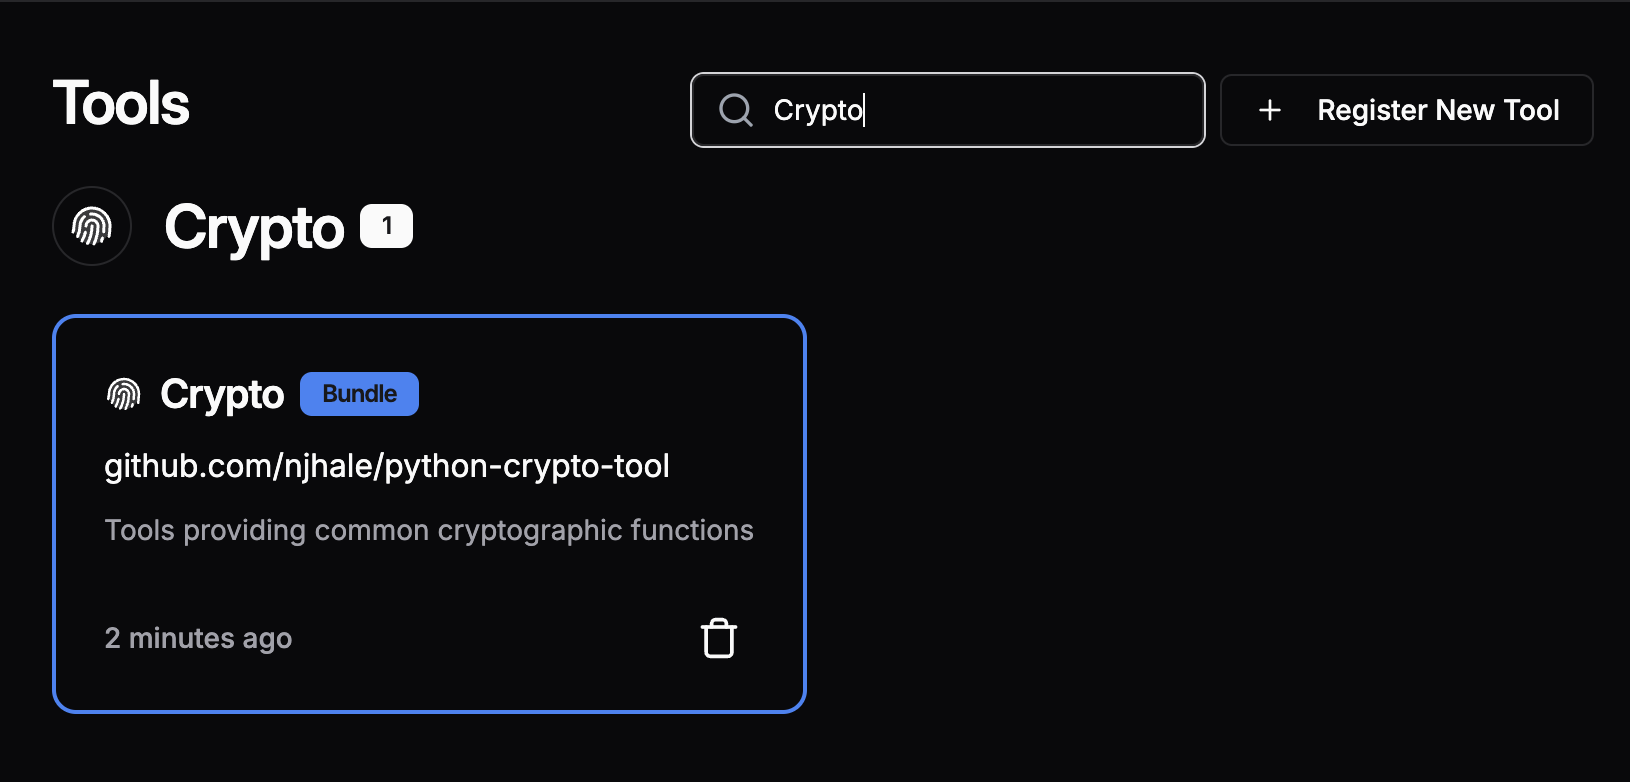 Tools
Crypto
+ Register New Tool
Crypto 1
Crypto Bundle
github.com/njhale/python-crypto-tool
Tools providing common cryptographic functions
2 minutes ago